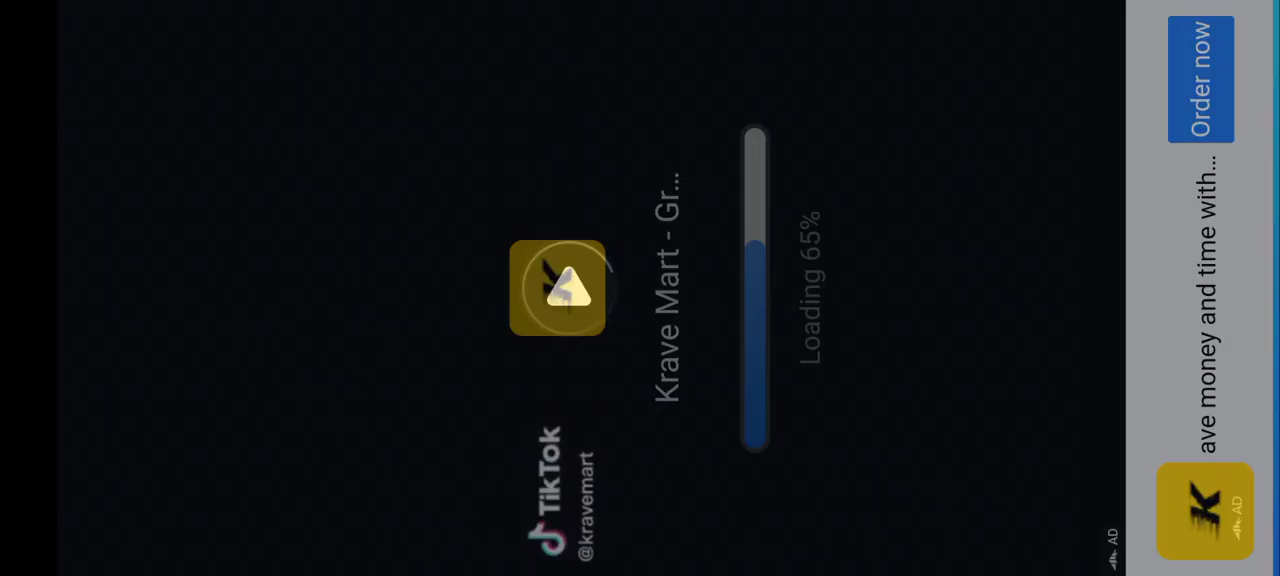 TikTok
@kravemart
Krave Mart - Gr...
Loading 65%
AD
K
AD
ave money and time with...
Order now